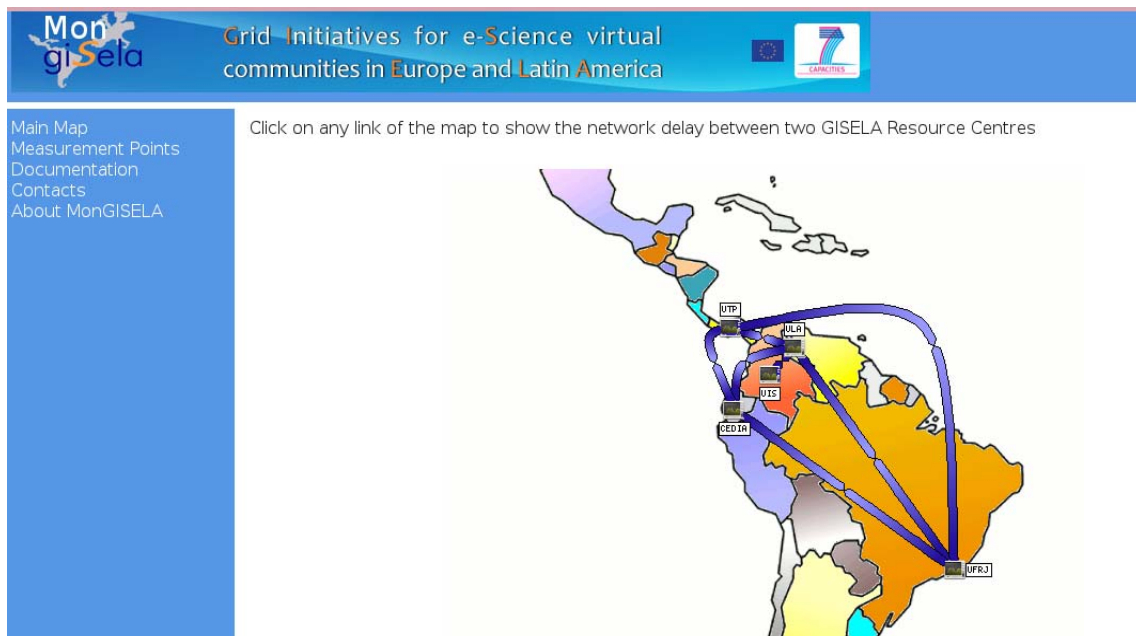 Mon
giSela
Grid Initiatives for e-Science virtual
communities in Europe and Latin America
7
CAPACITIES
Main Map
Measurement Points
Documentation
Contacts
About MonGISELA
Click on any link of the map to show the network delay between two GISELA Resource Centres
UTP
ULA
UIS
CEDIA
UFRJ